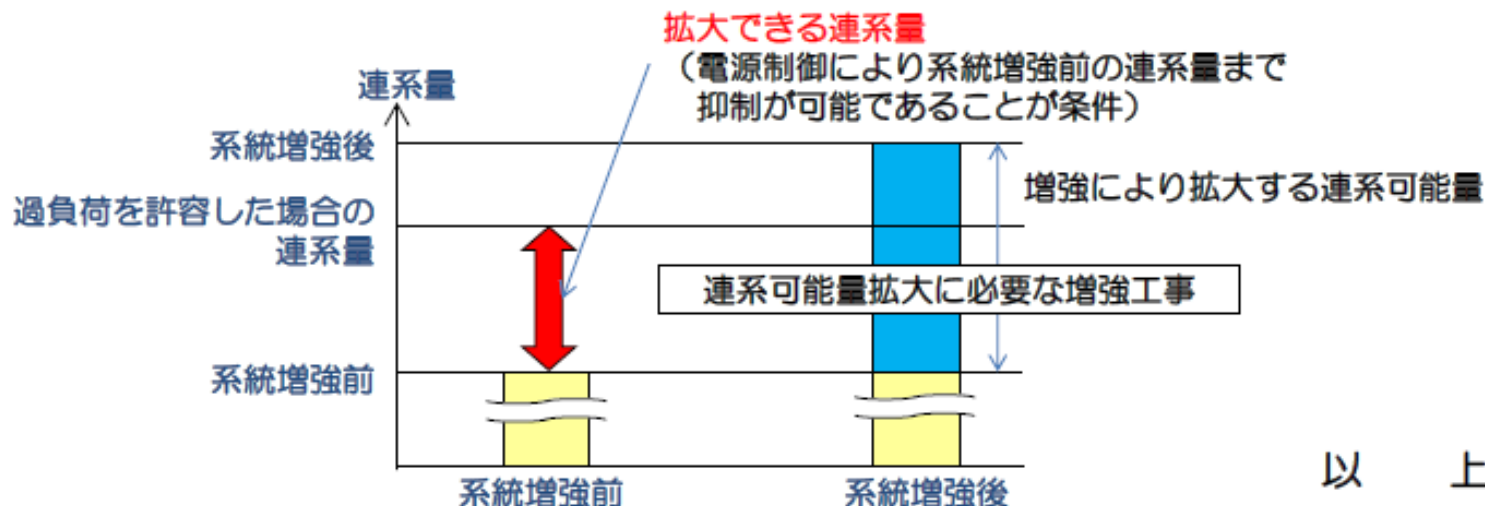 拡大できる連系量
（電源制御により系統増強前の連系量まで
抑制が可能であることが条件）
連系量
系統増強後
過負荷を許容した場合の
連系量
増強により拡大する連系可能量
連系可能量拡大に必要な増強工事
系統増強前
系統増強前
系統増強後
以　上